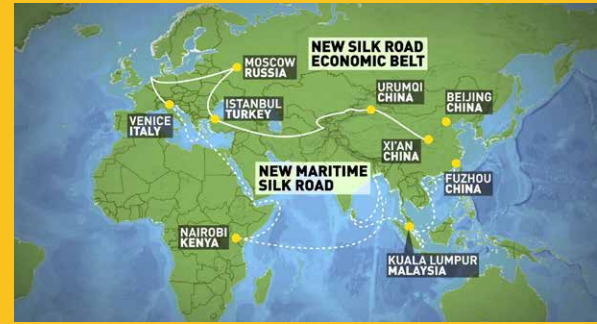 NEW SILK ROAD
ECONOMIC BELT
MOSCOW
RUSSIA
URUMQI
CHINA
BEIJING
CHINA
ISTANBUL
TURKEY
VENICE
ITALY
XI'AN
CHINA
NEW MARITIME
SILK ROAD
FUZHOU
CHINA
NAIROBI
KENYA
KUALA LUMPUR
MALAYSIA